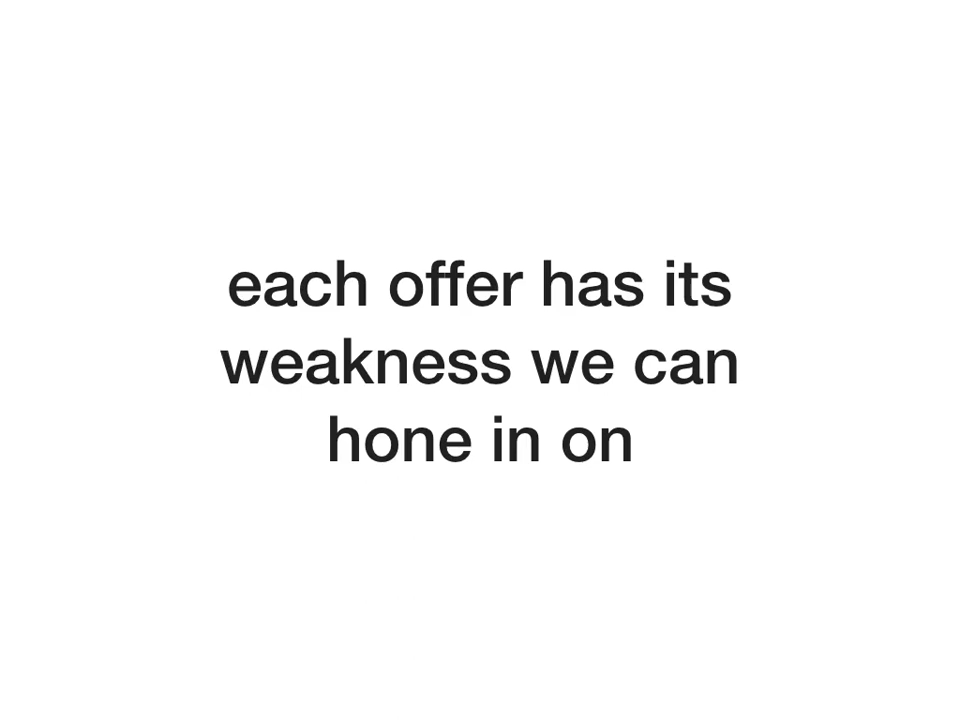 each offer has its
weakness we can
hone in on